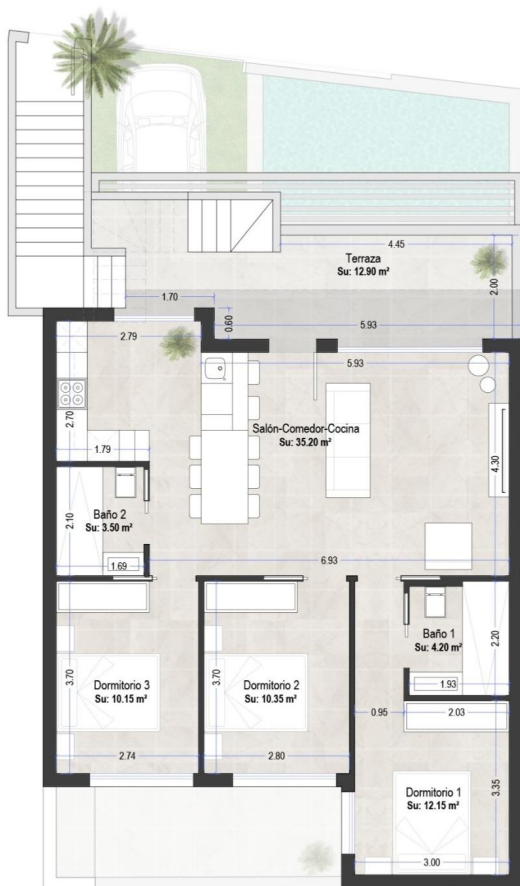 4.45
Terraza
Su: 12.90 m²
2.00
1.70
0.60
5.93
2.79
5.93
2.70
Salón-Comedor-Cocina
Su: 35.20 m²
1.79
4.30
2.10
Baño 2
Su: 3.50 m²
1.69
6.93
Baño 1
Su: 4.20 m²
2.20
1.93
3.70
Dormitorio 3
Su: 10.15 m²
3.70
Dormitorio 2
Su: 10.35 m²
0.95
2.03
2.74
2.80
3.35
Dormitorio 1
Su: 12.15 m²
3.00